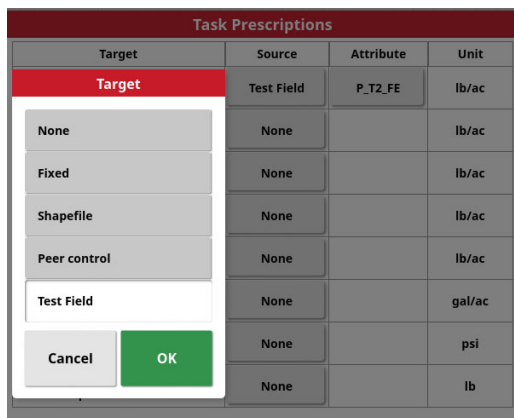 Task Prescriptions
Target Source Attribute Unit
Target
Test Field P_T2_FE lb/ac
None
None lb/ac
Fixed
None lb/ac
Shapefile
None lb/ac
Peer control
None lb/ac
Test Field
None gal/ac
Cancel OK
None psi
None lb